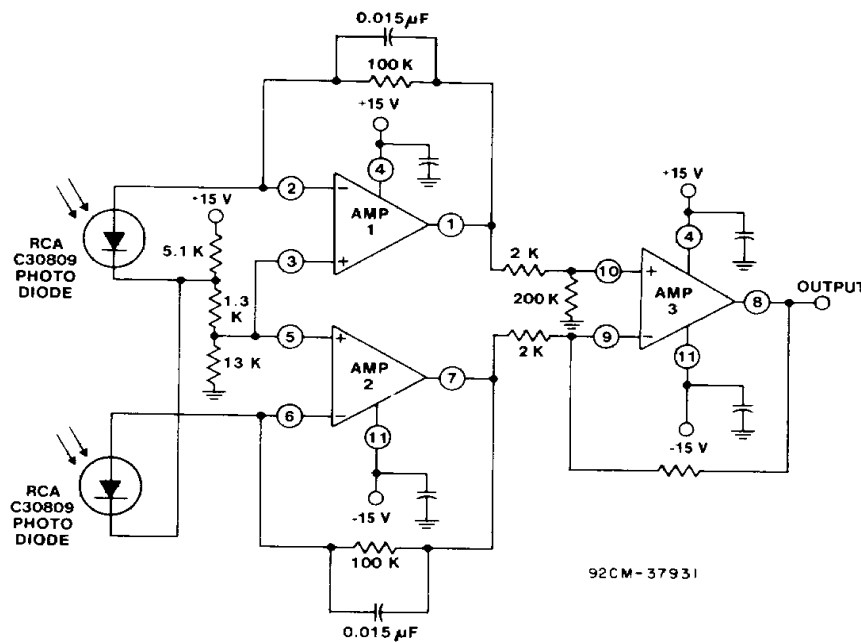 0.015µF
100 K
+15 V
4
2
−
+15 V
AMP
1
1
+15 V
4
RCA
C30809
PHOTO
DIODE
5.1 K
3
+
2 K
10
+
AMP
3
8
OUTPUT
1.3
K
200 K
5
+
2 K
9
−
13 K
AMP
2
7
11
6
−
11
-15 V
RCA
C30809
PHOTO
DIODE
-15 V
100 K
0.015µF
92CM-37931